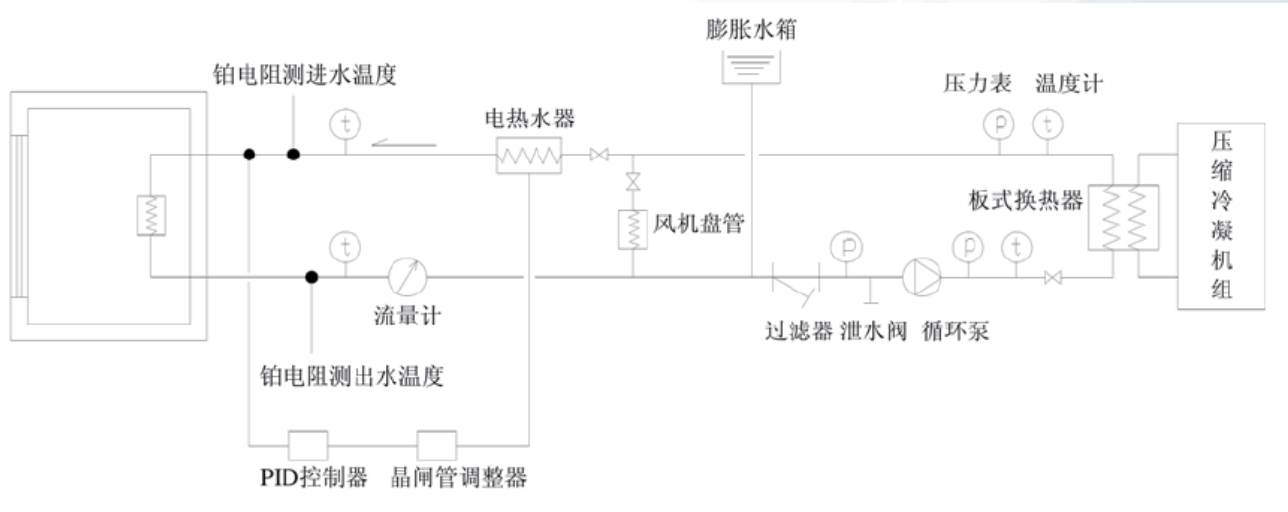 膨胀水箱
铂电阻测进水温度
压力表 温度计
电热水器
t
p
t
压缩冷凝机组
板式换热器
风机盘管
t
p
p
t
流量计
过滤器 泄水阀 循环泵
铂电阻测出水温度
PID控制器 晶闸管调整器